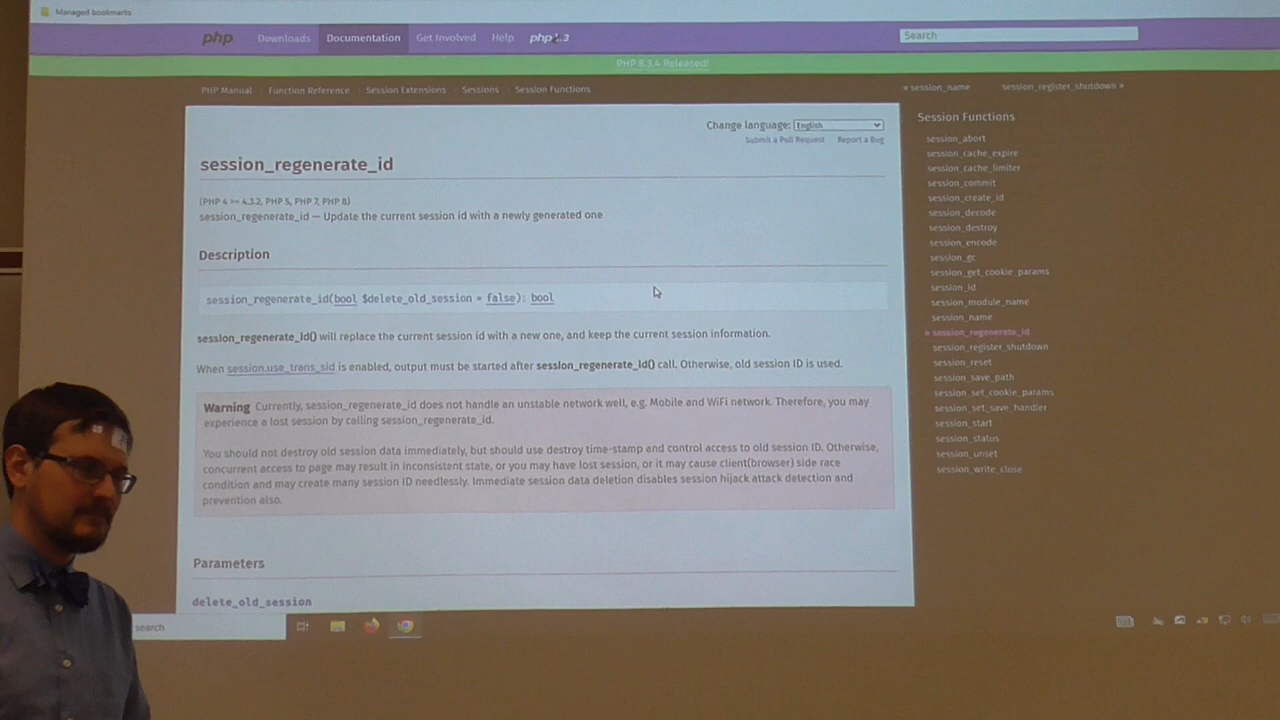 Managed bookmarks
php Downloads Documentation Get Involved Help
Search
PHP 8.3.4 Released!
PHP Manual Function Reference Session Extensions Sessions Session Functions
« session_name session_register_shutdown »
Change language: English
Submit a Pull Request Report a Bug
session_regenerate_id
(PHP 4 >= 4.3.2, PHP 5, PHP 7, PHP 8)
session_regenerate_id — Update the current session id with a newly generated one
Description
session_regenerate_id(bool $delete_old_session = false): bool
session_regenerate_id() will replace the current session id with a new one, and keep the current session information.
When session.use_trans_sid is enabled, output must be started after session_regenerate_id() call. Otherwise, old session ID is used.
Warning Currently, session_regenerate_id does not handle an unstable network well, e.g. Mobile and WiFi network. Therefore, you may
experience a lost session by calling session_regenerate_id.
You should not destroy old session data immediately, but should use destroy time-stamp and control access to old session ID. Otherwise,
concurrent access to page may result in inconsistent state, or you may have lost session, or it may cause client(browser) side race
condition and may create many session ID needlessly. Immediate session data deletion disables session hijack attack detection and
prevention also.
Parameters
delete_old_session
Session Functions
session_abort
session_cache_expire
session_cache_limiter
session_commit
session_create_id
session_decode
session_destroy
session_encode
session_gc
session_get_cookie_params
session_id
session_module_name
session_name
» session_regenerate_id
session_register_shutdown
session_reset
session_save_path
session_set_cookie_params
session_set_save_handler
session_start
session_status
session_unset
session_write_close
search